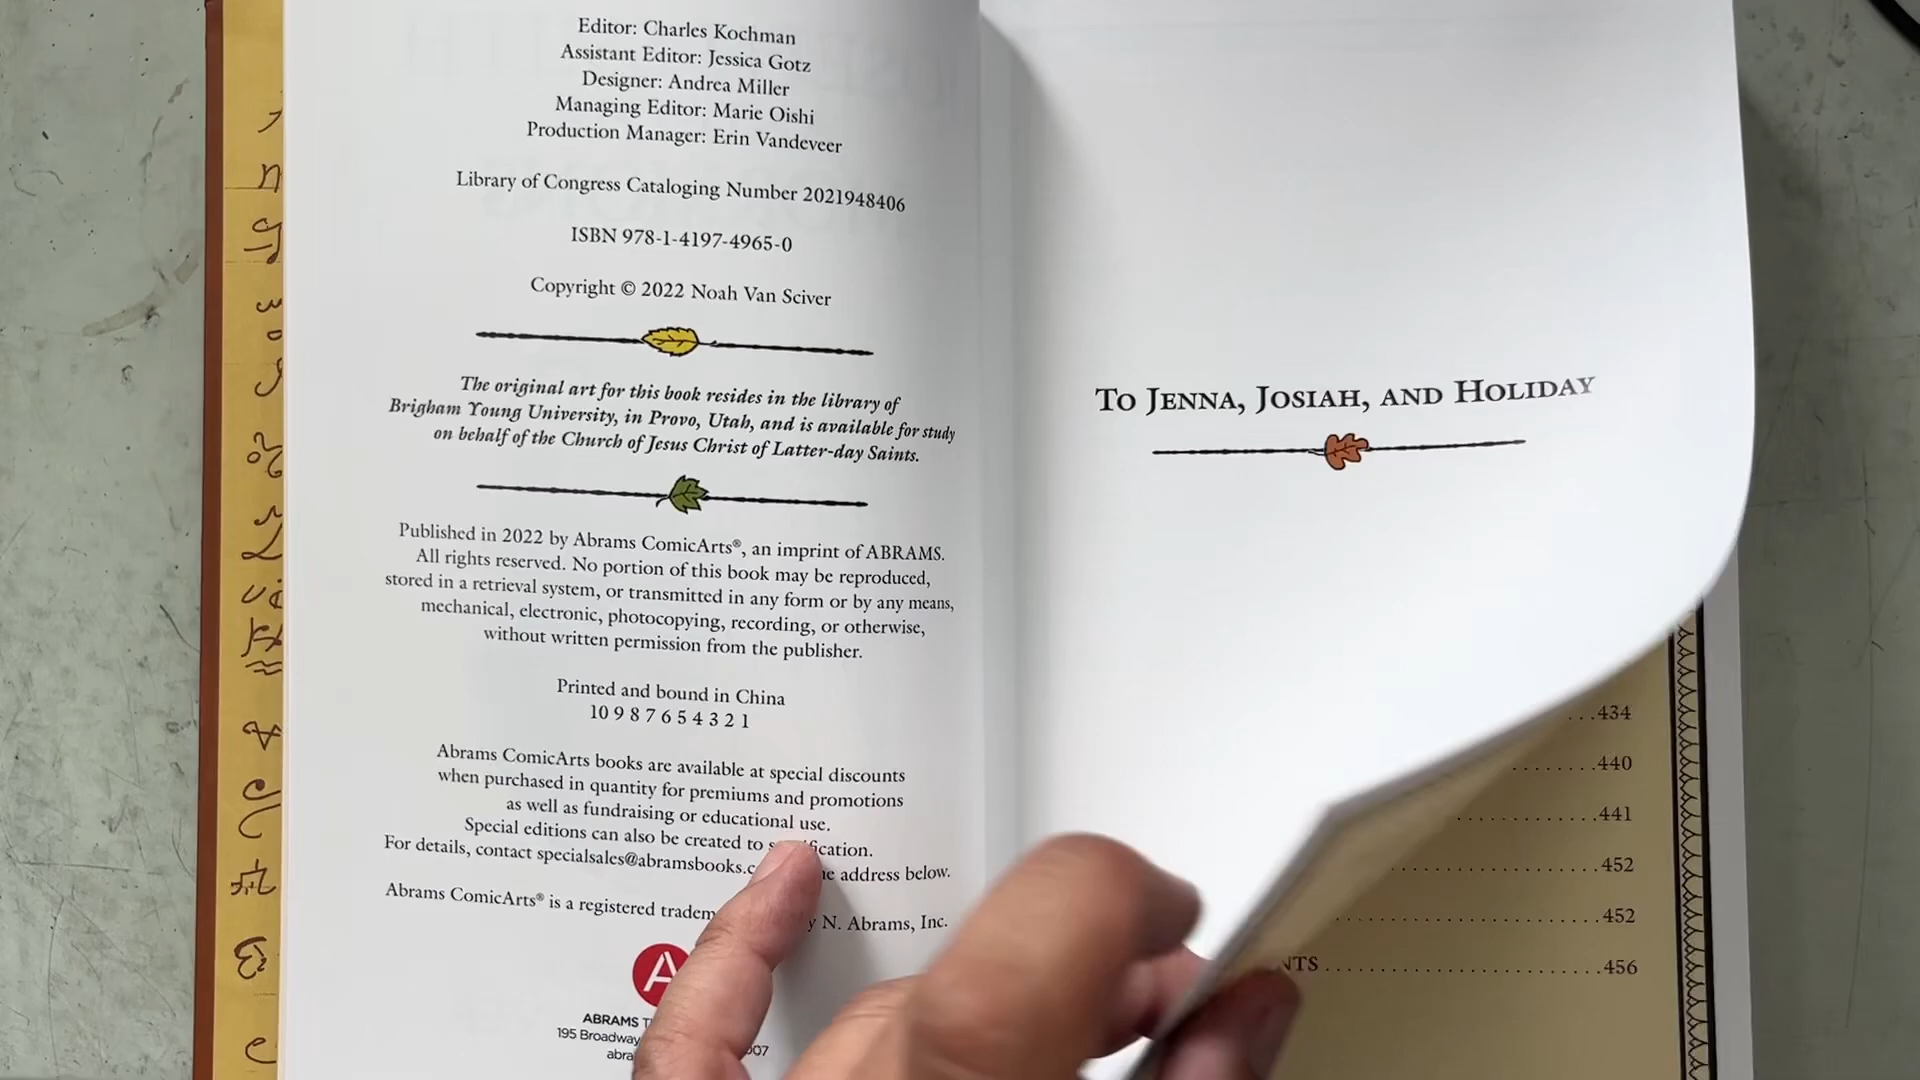 Editor: Charles Kochman
Assistant Editor: Jessica Gotz
Designer: Andrea Miller
Managing Editor: Marie Oishi
Production Manager: Erin Vandeveer
Library of Congress Cataloging Number 2021948406
ISBN 978-1-4197-4965-0
Copyright © 2022 Noah Van Sciver
The original art for this book resides in the library of
Brigham Young University, in Provo, Utah, and is available for study
on behalf of the Church of Jesus Christ of Latter-day Saints.
Published in 2022 by Abrams ComicArts®, an imprint of ABRAMS.
All rights reserved. No portion of this book may be reproduced,
stored in a retrieval system, or transmitted in any form or by any means,
mechanical, electronic, photocopying, recording, or otherwise,
without written permission from the publisher.
Printed and bound in China
10 9 8 7 6 5 4 3 2 1
Abrams ComicArts books are available at special discounts
when purchased in quantity for premiums and promotions
as well as fundraising or educational use.
Special editions can also be created to
For details, contact specialsales@abramsbooks.c address below.
Abrams ComicArts® is a registered N. Abrams, Inc.
A
ABRAMS
195 Broadway
To Jenna, Josiah, and Holiday
434
440
441
452
452
456